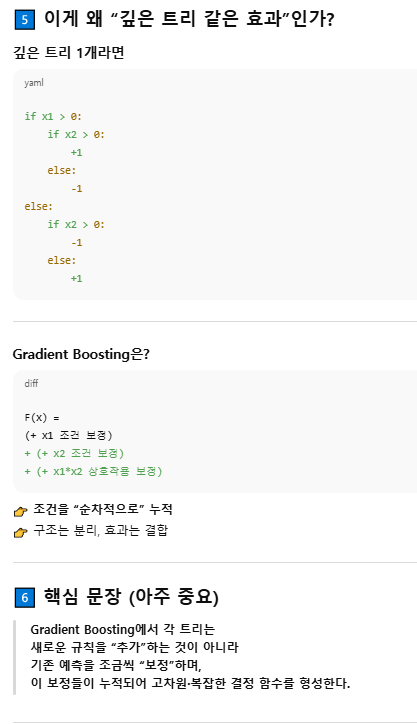 5 이게 왜 “깊은 트리 같은 효과”인가?
깊은 트리 1개라면
yaml
if x1 > 0:
    if x2 > 0:
        +1
    else:
        -1
else:
    if x2 > 0:
        -1
    else:
        +1
Gradient Boosting은?
diff
F(x) =
(+ x1 조건 보정)
+ (+ x2 조건 보정)
+ (+ x1*x2 상호작용 보정)
👉 조건을 “순차적으로” 누적
👉 구조는 분리, 효과는 결합
6 핵심 문장 (아주 중요)
Gradient Boosting에서 각 트리는
새로운 규칙을 “추가”하는 것이 아니라
기존 예측을 조금씩 “보정”하며,
이 보정들이 누적되어 고차원·복잡한 결정 함수를 형성한다.